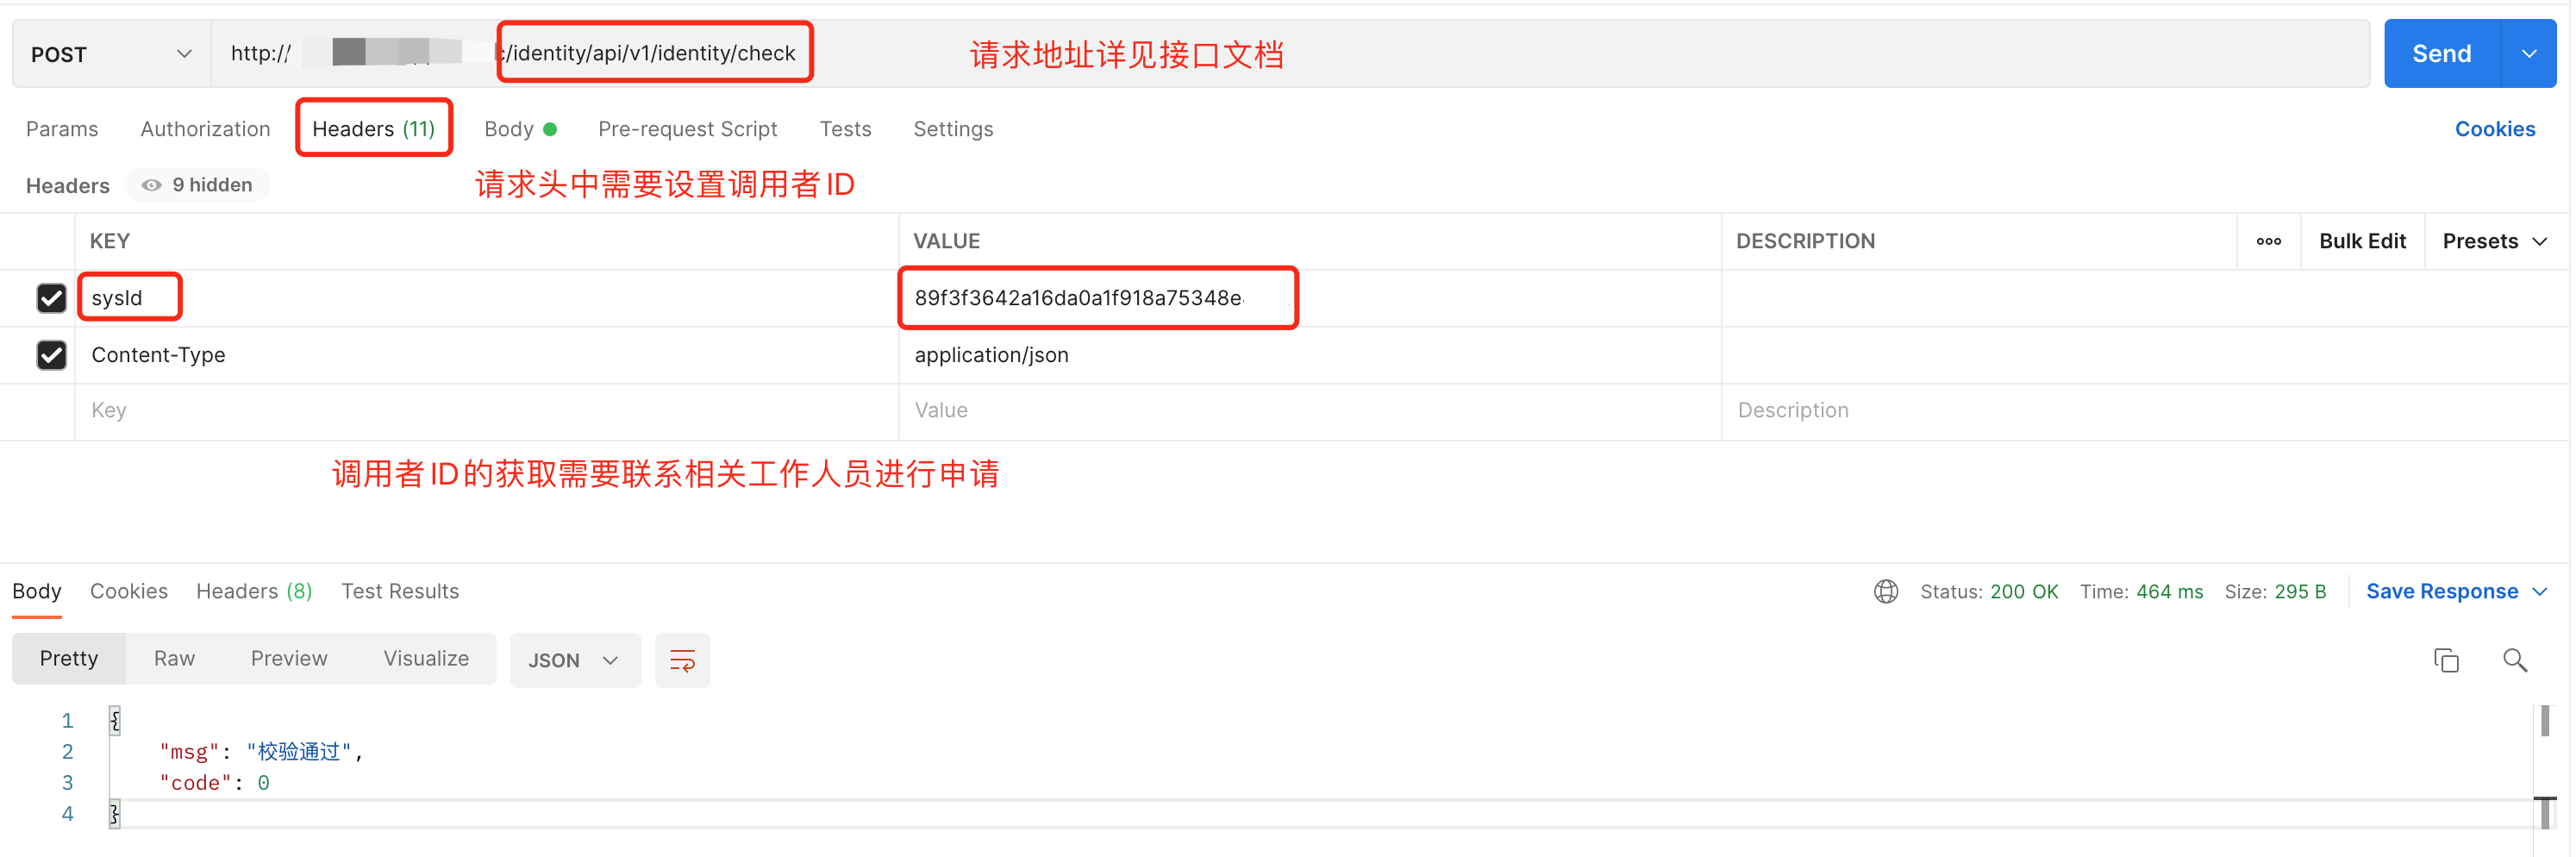 POST http:// /identity/api/v1/identity/check 请求地址详见接口文档 Send
Params Authorization Headers (11) Body Pre-request Script Tests Settings Cookies
Headers 9 hidden 请求头中需要设置调用者ID
KEY VALUE DESCRIPTION ooo Bulk Edit Presets
sysId 89f3f3642a16da0a1f918a75348e
Content-Type application/json
Key Value Description
调用者ID的获取需要联系相关工作人员进行申请
Body Cookies Headers (8) Test Results Status: 200 OK Time: 464 ms Size: 295 B Save Response
Pretty Raw Preview Visualize JSON
1 {
2 "msg": "校验通过",
3 "code": 0
4 }